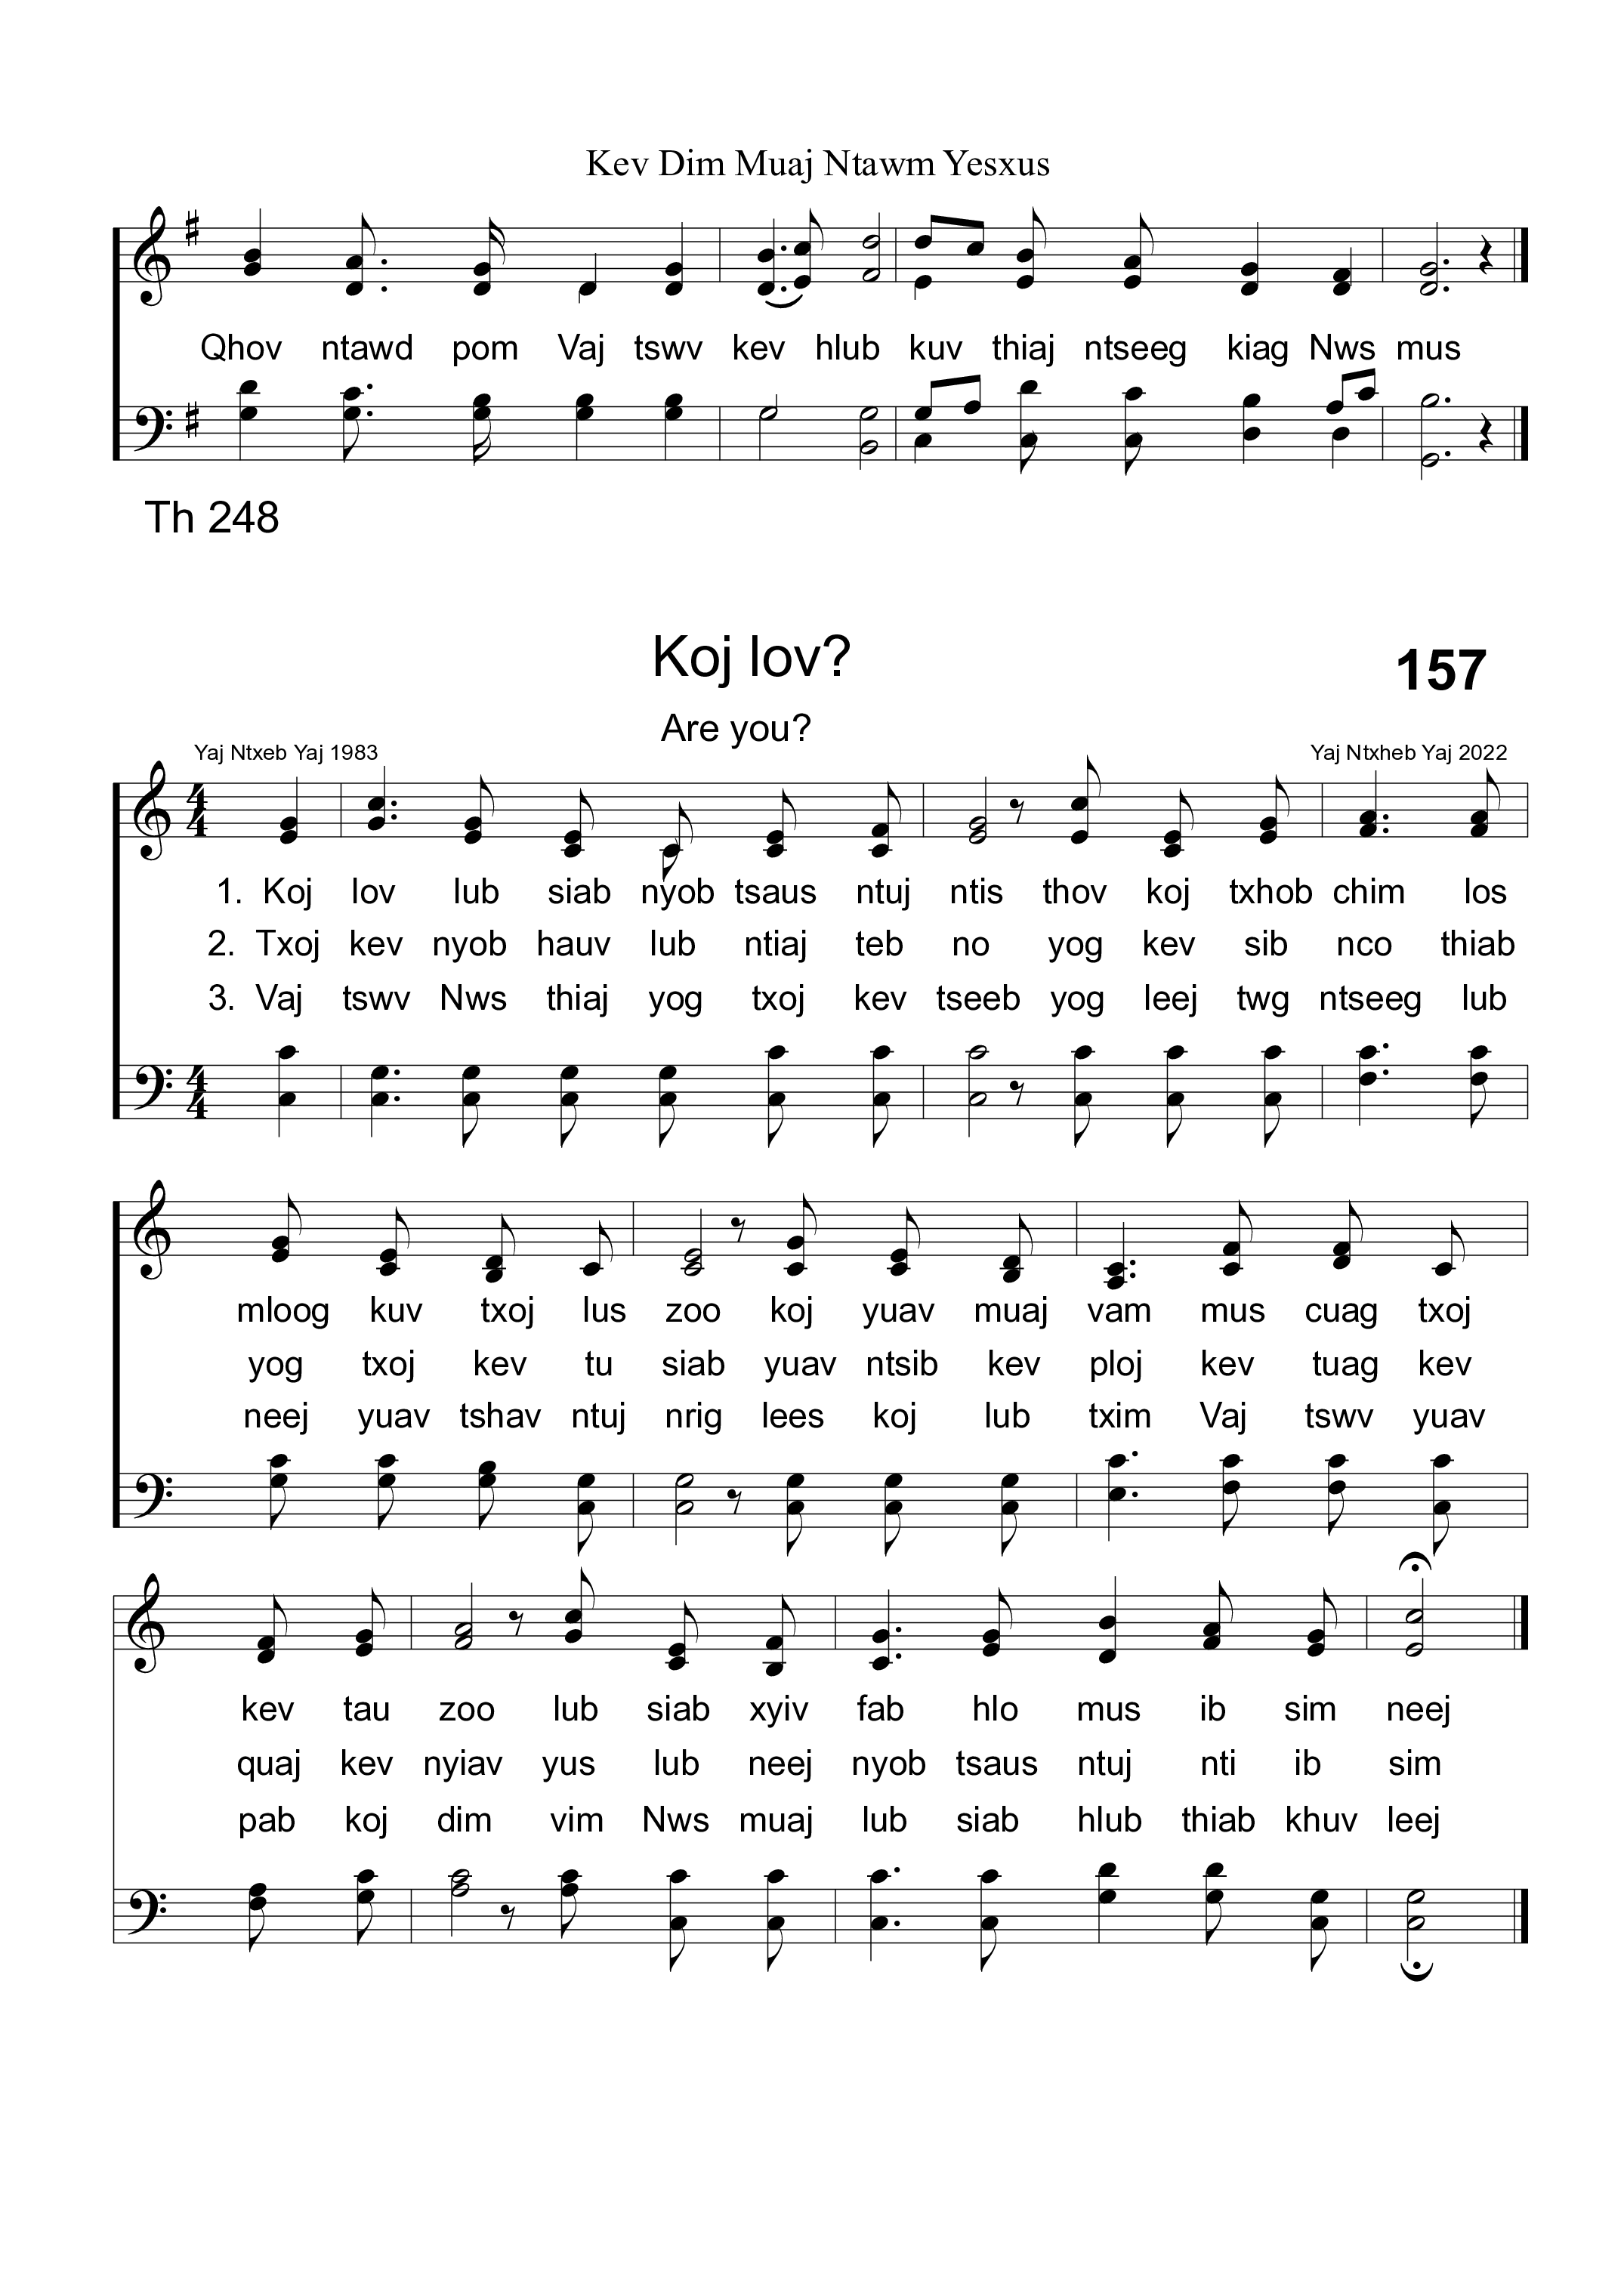 Kev Dim Muaj Ntawm Yesxus
Qhov ntawd pom Vaj tswv kev hlub kuv thiaj ntseeg kiag Nws mus
Th 248
Koj lov?
157
Are you?
Yaj Ntxeb Yaj 1983
Yaj Ntxheb Yaj 2022
4/4
1. Koj lov lub siab nyob tsaus ntuj ntis thov koj txhob chim los
2. Txoj kev nyob hauv lub ntiaj teb no yog kev sib nco thiab
3. Vaj tswv Nws thiaj yog txoj kev tseeb yog leej twg ntseeg lub
4/4
mloog kuv txoj lus zoo koj yuav muaj vam mus cuag txoj
yog txoj kev tu siab yuav ntsib kev ploj kev tuag kev
neej yuav tshav ntuj nrig lees koj lub txim Vaj tswv yuav
kev tau zoo lub siab xyiv fab hlo mus ib sim neej
quaj kev nyiav yus lub neej nyob tsaus ntuj nti ib sim
pab koj dim vim Nws muaj lub siab hlub thiab khuv leej